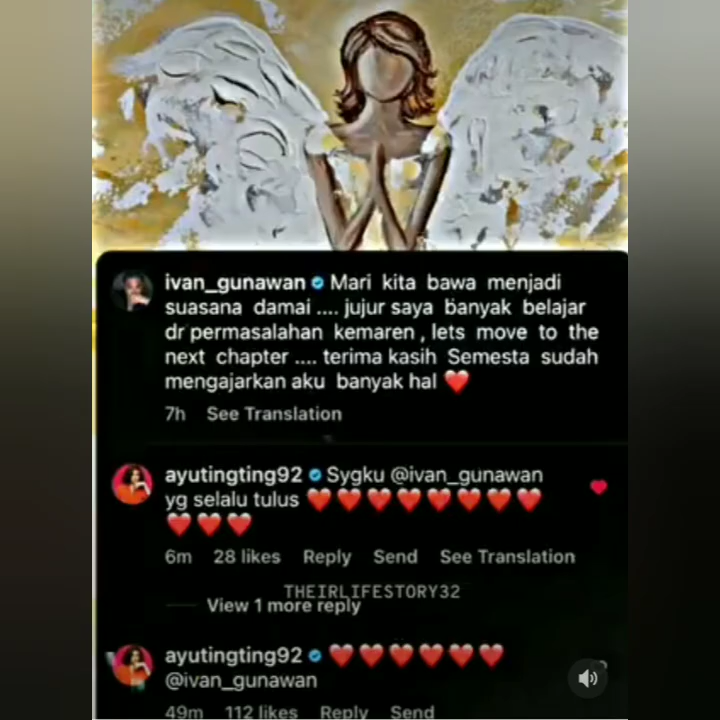 ivan_gunawan Mari kita bawa menjadi
suasana damai .... jujur saya banyak belajar
dr permasalahan kemaren , lets move to the
next chapter .... terima kasih Semesta sudah
mengajarkan aku banyak hal ❤️
7h See Translation
ayutingting92 Sygku @ivan_gunawan
yg selalu tulus ❤️❤️❤️❤️❤️❤️❤️❤️
❤️❤️❤️
6m 28 likes Reply Send See Translation
THEIRLIFESTORY32
View 1 more reply
ayutingting92 ❤️❤️❤️❤️❤️❤️
@ivan_gunawan
49m 112 likes Reply Send